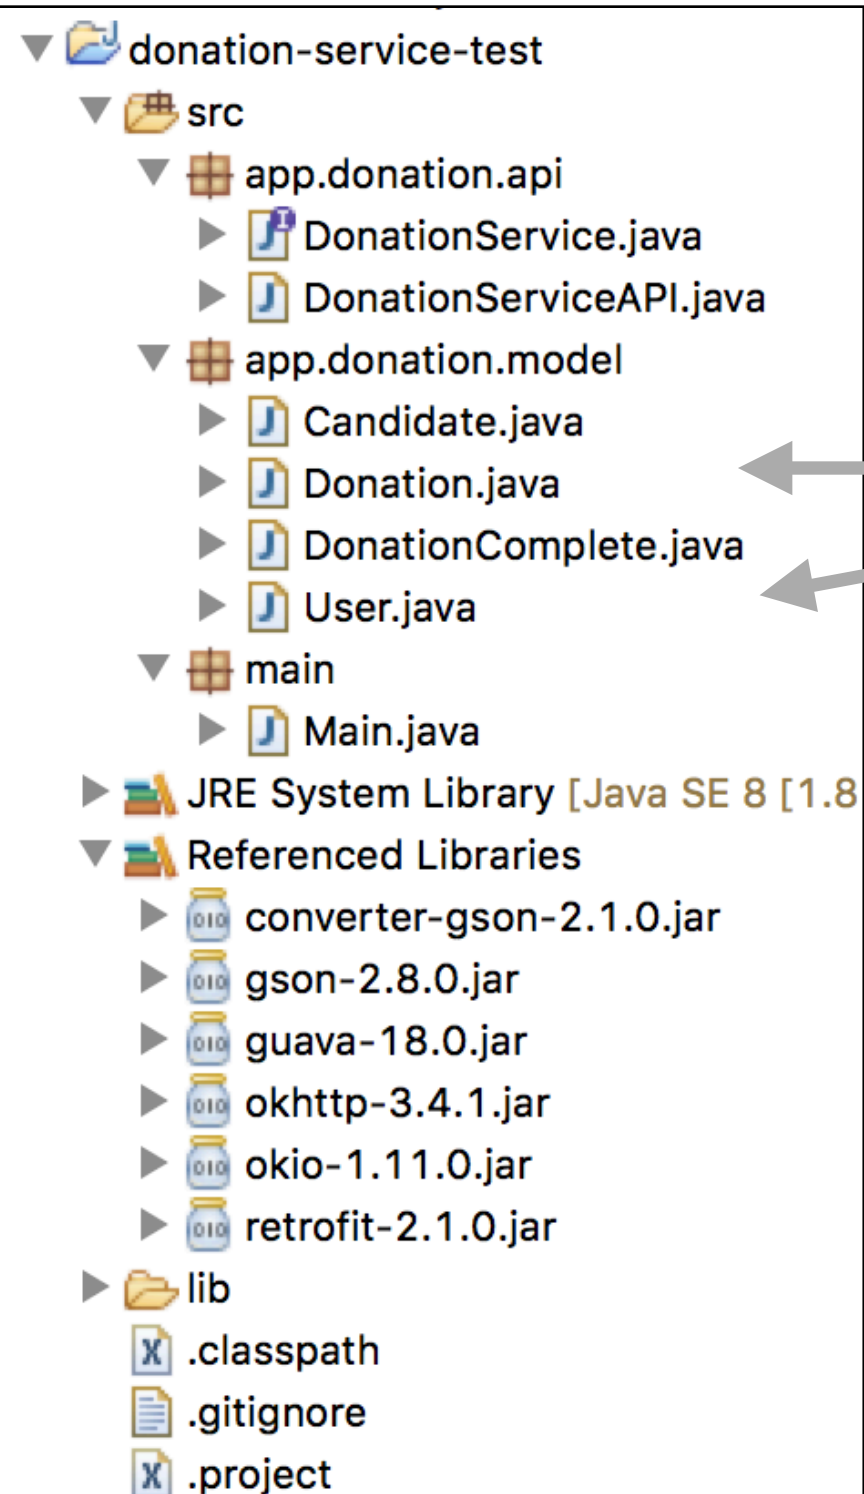 donation-service-test
src
app.donation.api
DonationService.java
DonationServiceAPI.java
app.donation.model
Candidate.java
Donation.java
DonationComplete.java
User.java
main
Main.java
JRE System Library [Java SE 8 [1.8
Referenced Libraries
converter-gson-2.1.0.jar
gson-2.8.0.jar
guava-18.0.jar
okhttp-3.4.1.jar
okio-1.11.0.jar
retrofit-2.1.0.jar
lib
.classpath
.gitignore
.project